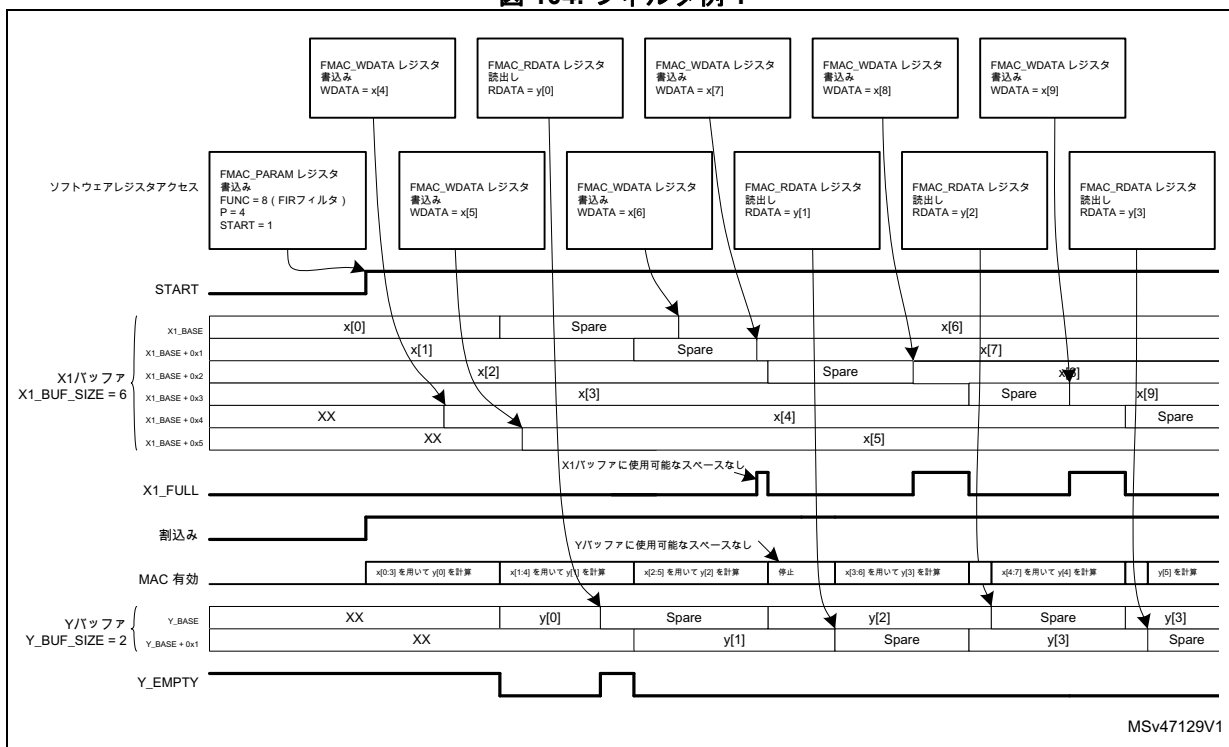 FMAC_WDATA レジスタ
書込み
WDATA = x[4]
FMAC_RDATA レジスタ
読出し
RDATA = y[0]
FMAC_WDATA レジスタ
書込み
WDATA = x[7]
FMAC_WDATA レジスタ
書込み
WDATA = x[8]
FMAC_WDATA レジスタ
書込み
WDATA = x[9]
ソフトウェアレジスタアクセス
FMAC_PARAM レジスタ
書込み
FUNC = 8 ( FIRフィルタ )
P = 4
START = 1
FMAC_WDATA レジスタ
書込み
WDATA = x[5]
FMAC_WDATA レジスタ
書込み
WDATA = x[6]
FMAC_RDATA レジスタ
読出し
RDATA = y[1]
FMAC_RDATA レジスタ
読出し
RDATA = y[2]
FMAC_RDATA レジスタ
読出し
RDATA = y[3]
START
X1バッファ
X1_BUF_SIZE = 6
X1_BASE x[0] Spare x[6]
X1_BASE + 0x1 x[1] Spare x[7]
X1_BASE + 0x2 x[2] Spare x[8]
X1_BASE + 0x3 x[3] Spare x[9]
X1_BASE + 0x4 XX x[4] Spare
X1_BASE + 0x5 XX x[5]
X1バッファに使用可能なスペースなし
X1_FULL
割込み
Yバッファに使用可能なスペースなし
MAC 有効 x[0:3] を用いて y[0] を計算 x[1:4] を用いて y[1] を計算 x[2:5] を用いて y[2] を計算 停止 x[3:6] を用いて y[3] を計算 x[4:7] を用いて y[4] を計算 y[5] を計算
Yバッファ
Y_BUF_SIZE = 2
Y_BASE XX y[0] Spare y[2] Spare y[3]
Y_BASE + 0x1 XX y[1] Spare y[3] Spare
Y_EMPTY
MSv47129V1